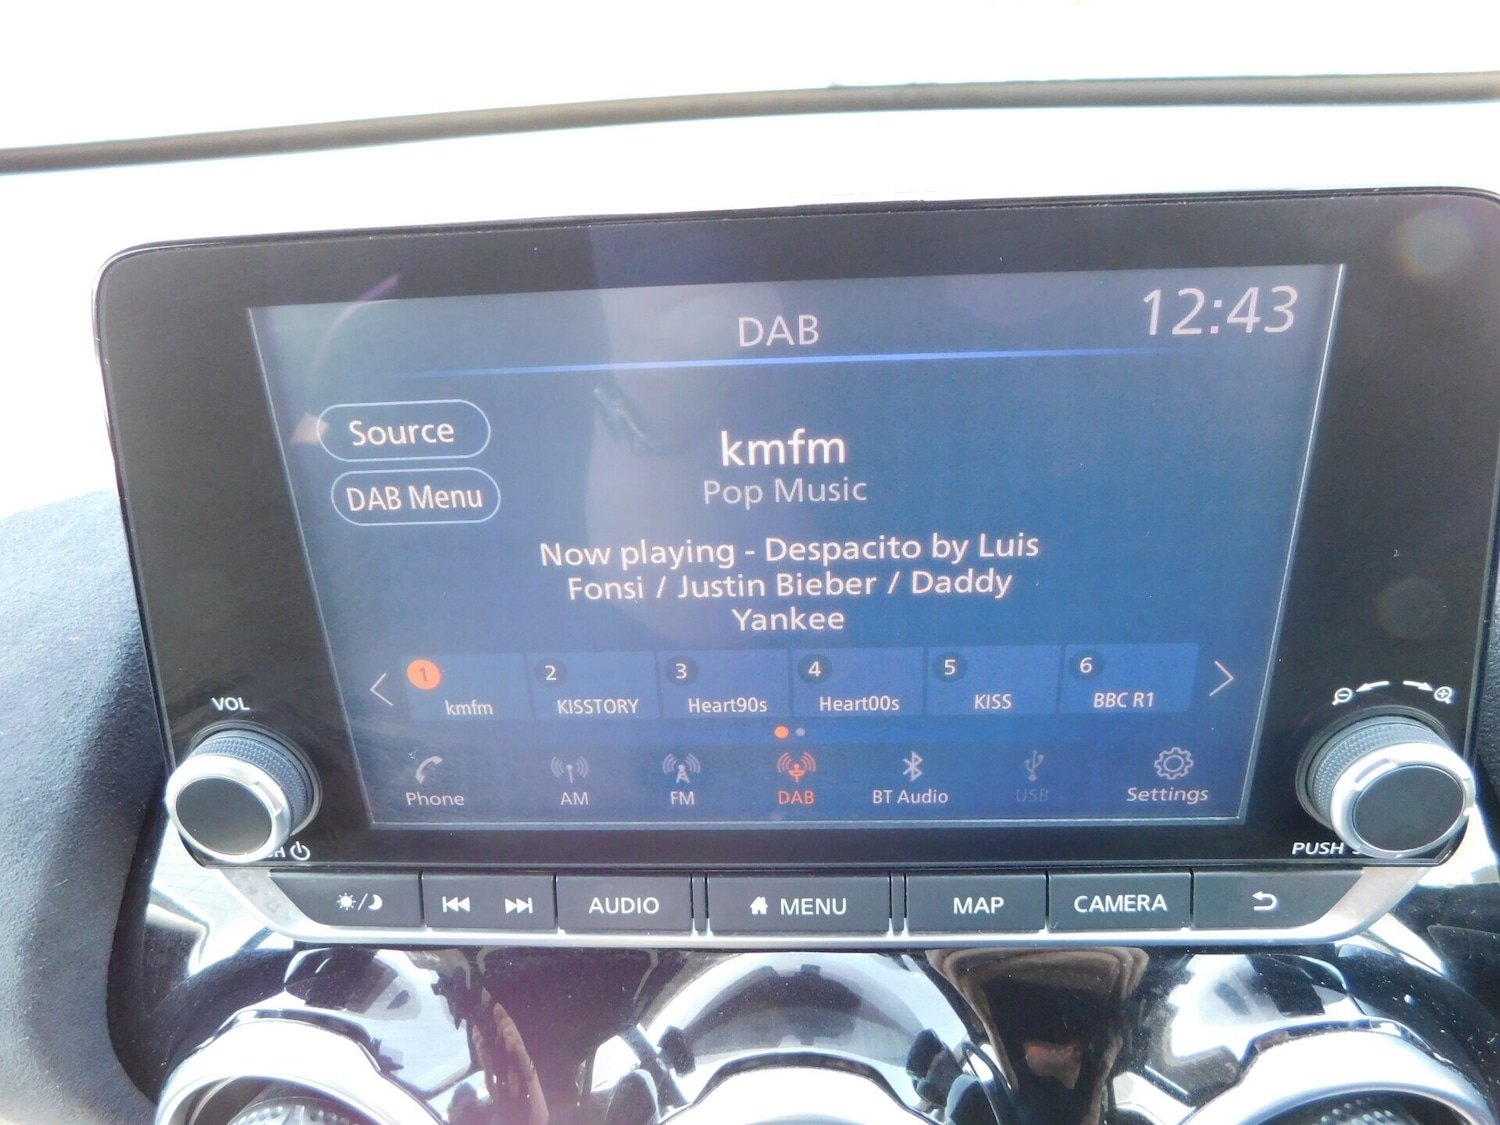 DAB
12:43
Source
DAB Menu
kmfm
Pop Music
Now playing - Despacito by Luis
Fonsi / Justin Bieber / Daddy
Yankee
1 kmfm
2 KISSTORY
3 Heart90s
4 Heart00s
5 KISS
6 BBC R1
Phone
AM
FM
DAB
BT Audio
USB
Settings
VOL
PUSH
AUDIO
MENU
MAP
CAMERA